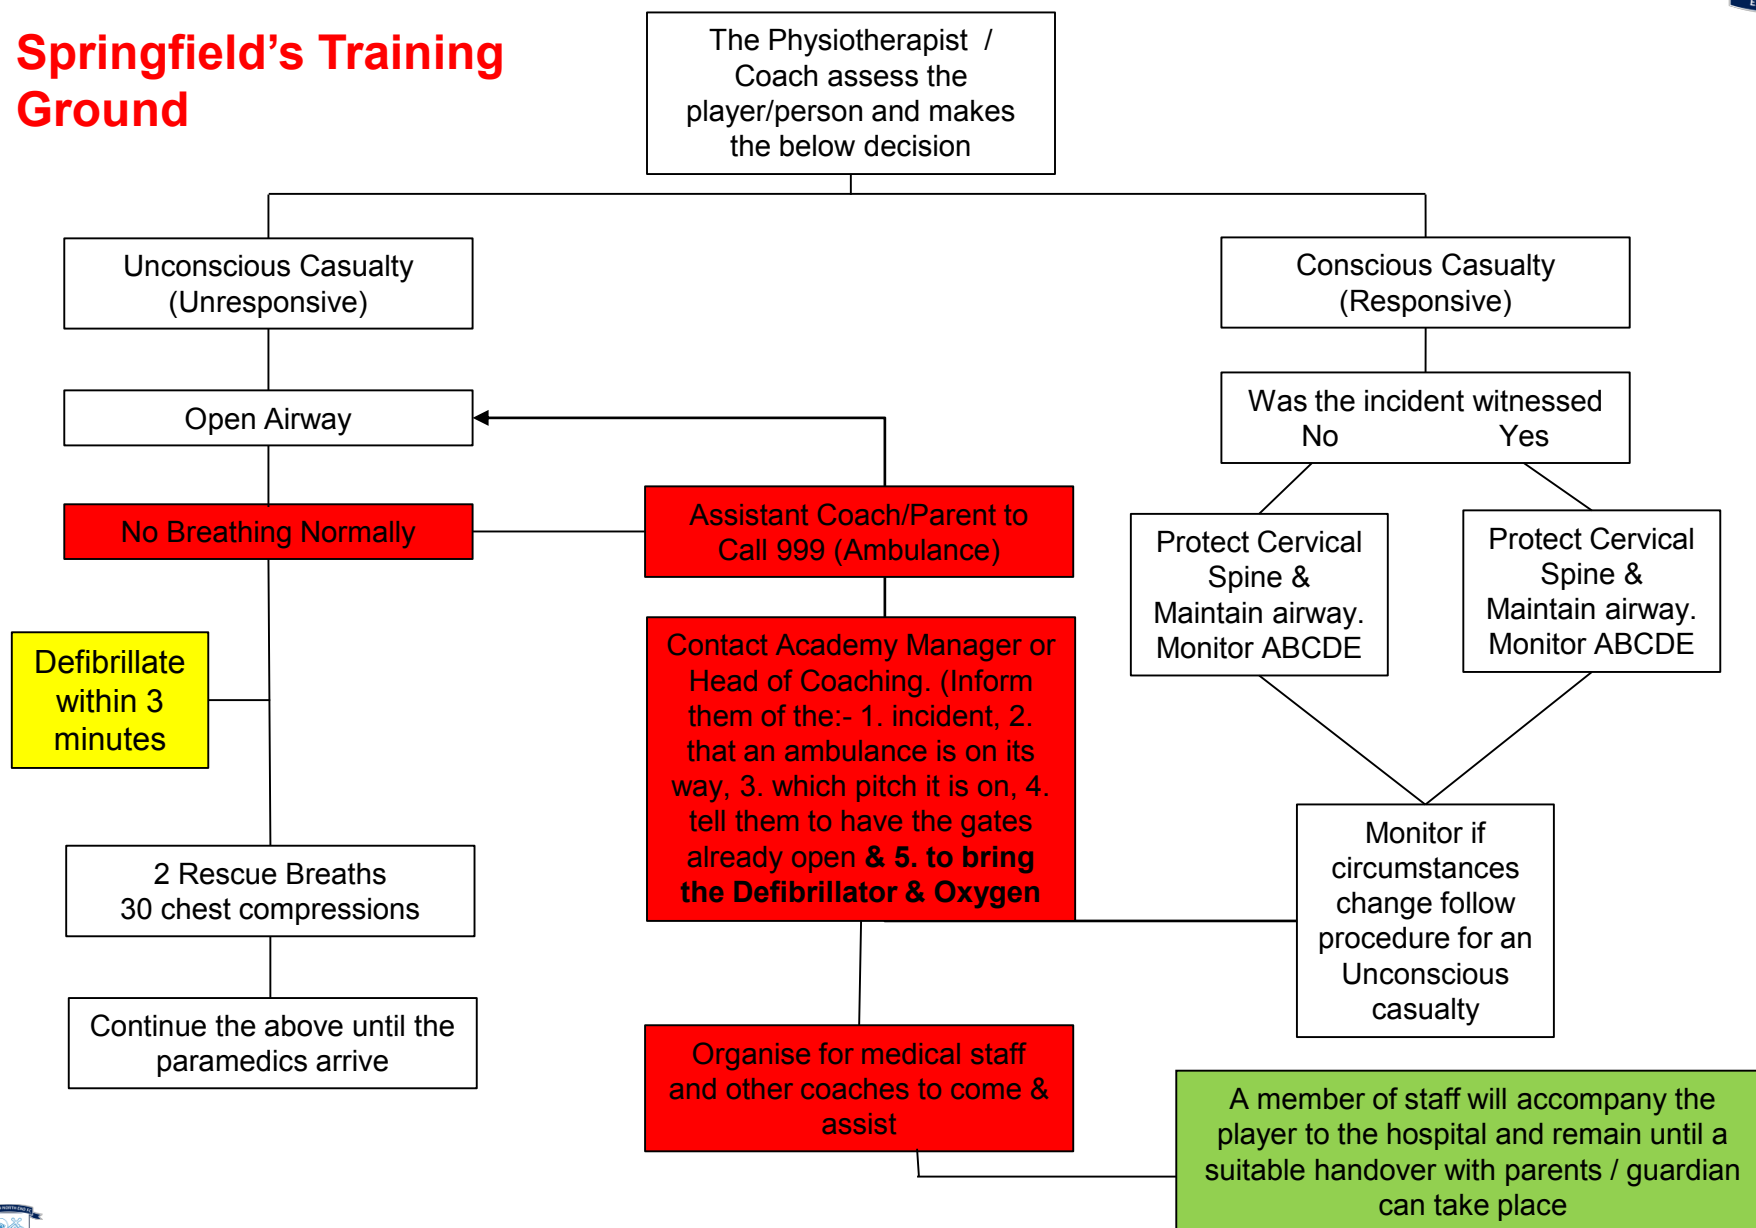 Springfield’s Training
Ground
The Physiotherapist /
Coach assess the
player/person and makes
the below decision
Unconscious Casualty
(Unresponsive)
Conscious Casualty
(Responsive)
Open Airway
Was the incident witnessed
No Yes
No Breathing Normally
Assistant Coach/Parent to
Call 999 (Ambulance)
Protect Cervical
Spine &
Maintain airway.
Monitor ABCDE
Protect Cervical
Spine &
Maintain airway.
Monitor ABCDE
Defibrillate
within 3
minutes
Contact Academy Manager or
Head of Coaching. (Inform
them of the:- 1. incident, 2.
that an ambulance is on its
way, 3. which pitch it is on, 4.
tell them to have the gates
already open & 5. to bring
the Defibrillator & Oxygen
2 Rescue Breaths
30 chest compressions
Monitor if
circumstances
change follow
procedure for an
Unconscious
casualty
Continue the above until the
paramedics arrive
Organise for medical staff
and other coaches to come &
assist
A member of staff will accompany the
player to the hospital and remain until a
suitable handover with parents / guardian
can take place